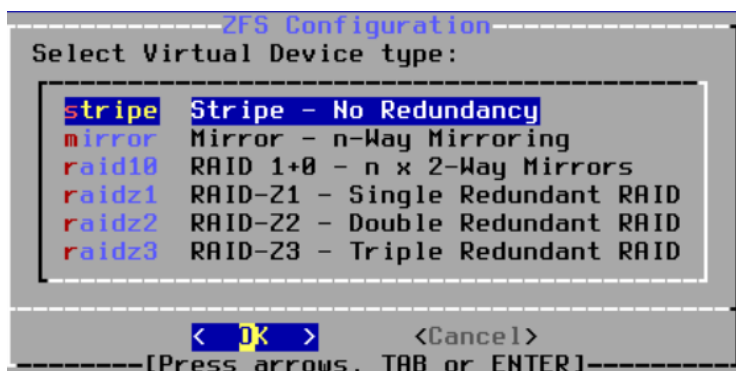 ZFS Configuration
Select Virtual Device type:
stripe Stripe - No Redundancy
mirror Mirror - n-Way Mirroring
raid10 RAID 1+0 - n x 2-Way Mirrors
raidz1 RAID-Z1 - Single Redundant RAID
raidz2 RAID-Z2 - Double Redundant RAID
raidz3 RAID-Z3 - Triple Redundant RAID
< OK > <Cancel>
[Press arrows, TAB or ENTER]